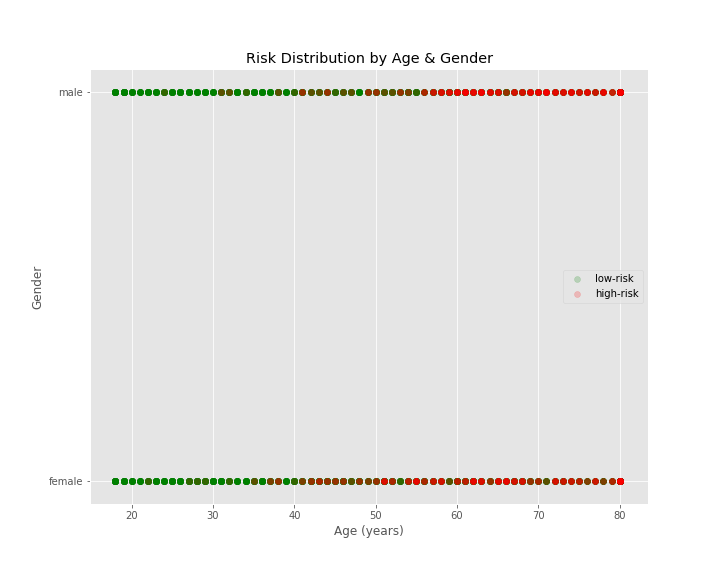 Risk Distribution by Age & Gender
male
Gender
low-risk
high-risk
female
20 30 40 50 60 70 80
Age (years)